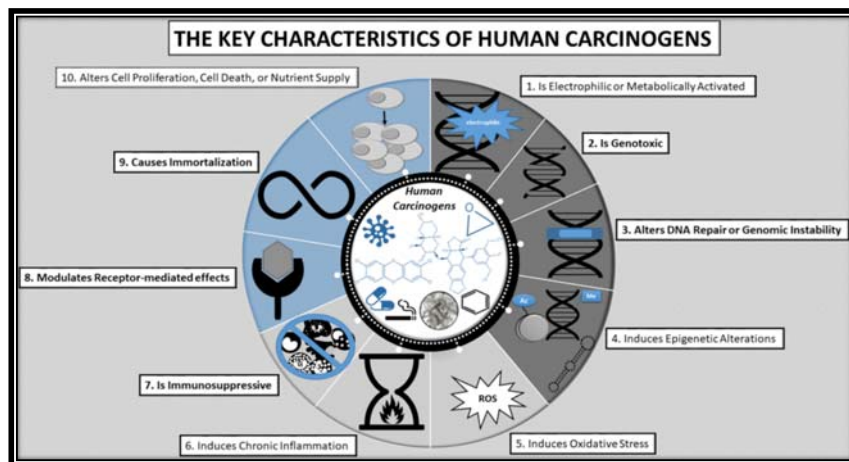 THE KEY CHARACTERISTICS OF HUMAN CARCINOGENS
10. Alters Cell Proliferation, Cell Death, or Nutrient Supply
1. Is Electrophilic or Metabolically Activated
electrophilic
2. Is Genotoxic
9. Causes Immortalization
Human
Carcinogens
O
3. Alters DNA Repair or Genomic Instability
8. Modulates Receptor-mediated effects
Ac
Me
4. Induces Epigenetic Alterations
7. Is Immunosuppressive
ROS
6. Induces Chronic Inflammation
5. Induces Oxidative Stress